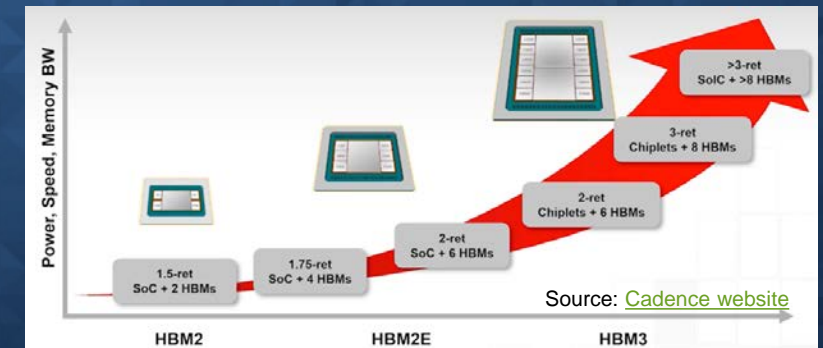 Power, Speed, Memory BW
>3-ret
SoIC + >8 HBMs
3-ret
Chiplets + 8 HBMs
2-ret
Chiplets + 6 HBMs
2-ret
SoC + 6 HBMs
1.75-ret
SoC + 4 HBMs
1.5-ret
SoC + 2 HBMs
Source: Cadence website
HBM2
HBM2E
HBM3